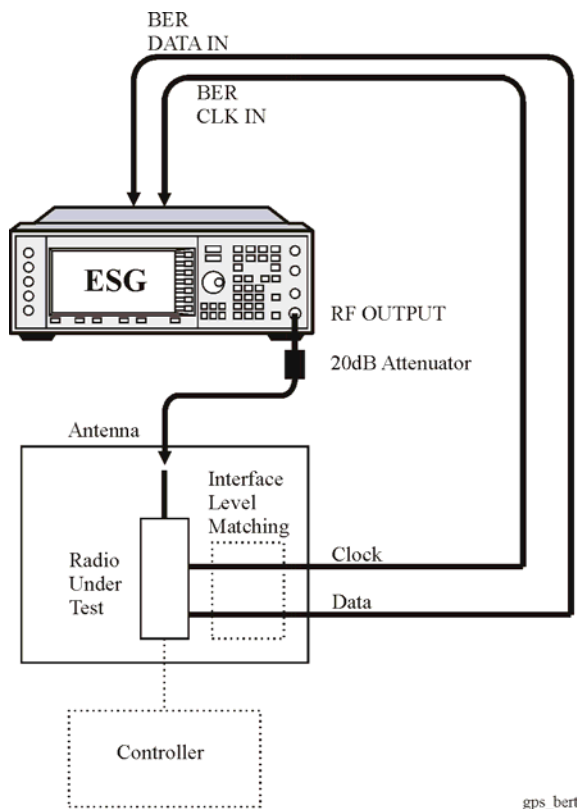 BER
DATA IN
BER
CLK IN
ESG
RF OUTPUT
20dB Attenuator
Antenna
Interface
Level
Matching
Radio
Under
Test
Clock
Data
Controller
gps_bert